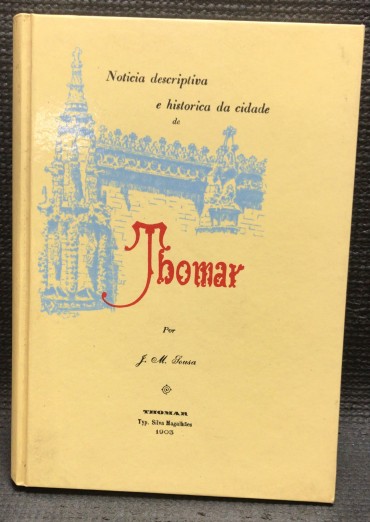 Noticia descriptiva
e historica da cidade
de
Thomar
Por
J. M. Sousa
THOMAR
Typ. Silva Magalhães
1903